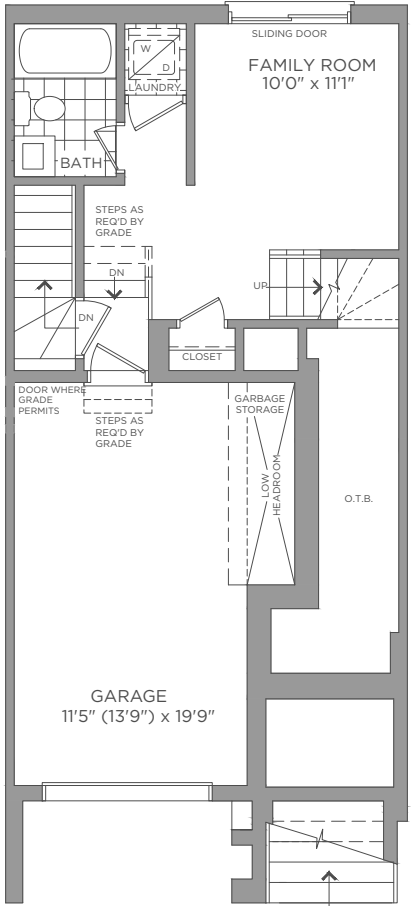 SLIDING DOOR
W
D
LAUNDRY
FAMILY ROOM
10'0" x 11'1"
BATH
STEPS AS
REQ'D BY
GRADE
DN
UP
DN
CLOSET
DOOR WHERE
GRADE
PERMITS
STEPS AS
REQ'D BY
GRADE
GARBAGE
STORAGE
LOW
HEADROOM
O.T.B.
GARAGE
11'5" (13'9") x 19'9"